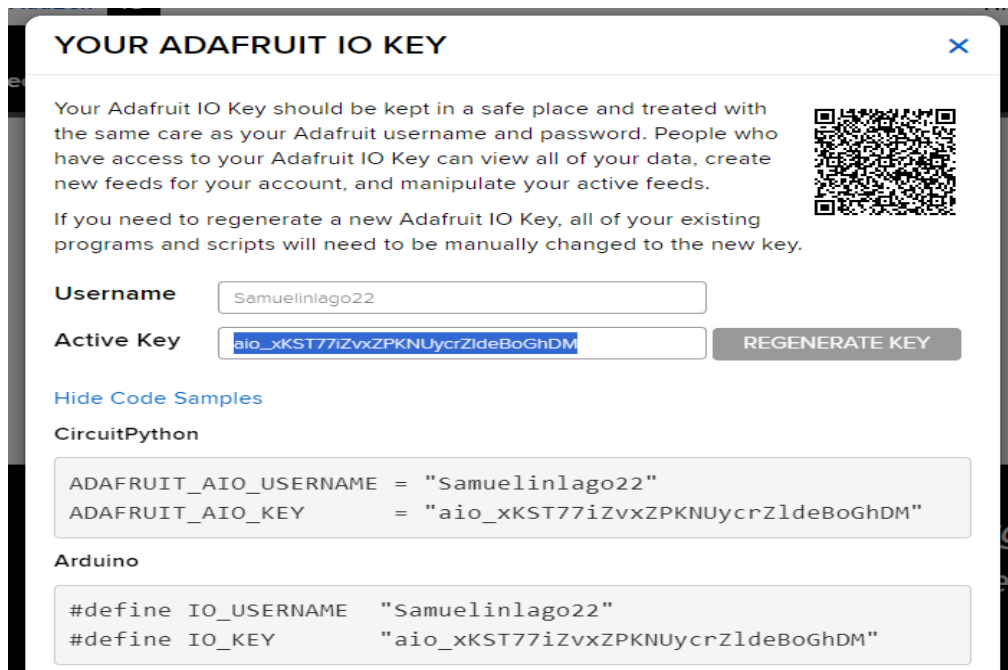 YOUR ADAFRUIT IO KEY
Your Adafruit IO Key should be kept in a safe place and treated with
the same care as your Adafruit username and password. People who
have access to your Adafruit IO Key can view all of your data, create
new feeds for your account, and manipulate your active feeds.
If you need to regenerate a new Adafruit IO Key, all of your existing
programs and scripts will need to be manually changed to the new key.
Username Samuelinlago22
Active Key aio_xKST77iZvxZPKNUycrZldeBoGhDM REGENERATE KEY
Hide Code Samples
CircuitPython
ADAFRUIT_AIO_USERNAME = "Samuelinlago22"
ADAFRUIT_AIO_KEY = "aio_xKST77iZvxZPKNUycrZldeBoGhDM"
Arduino
#define IO_USERNAME "Samuelinlago22"
#define IO_KEY "aio_xKST77iZvxZPKNUycrZldeBoGhDM"